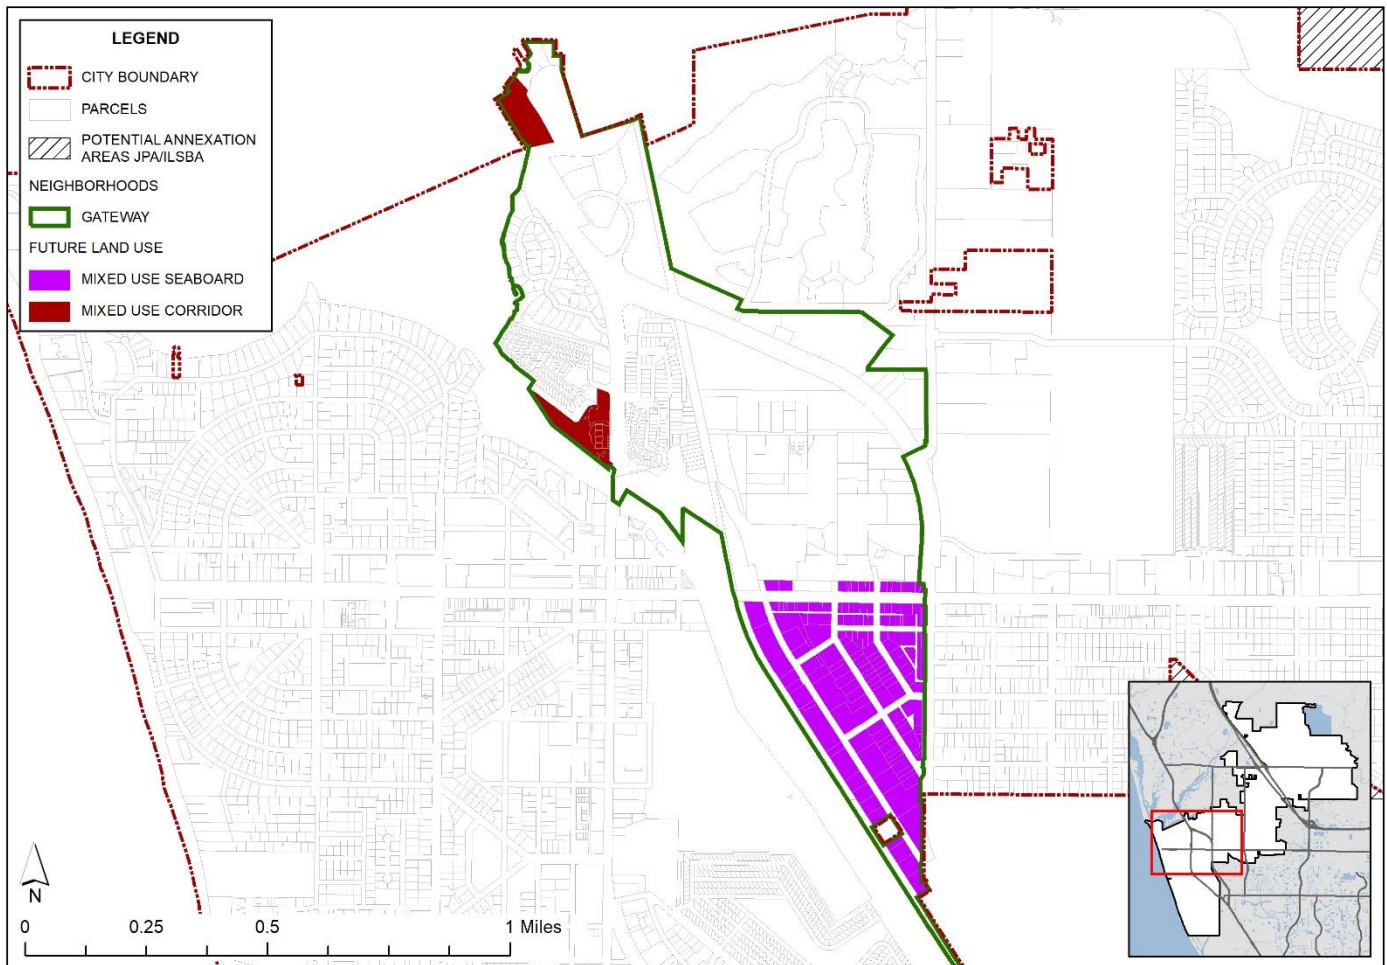 LEGEND
CITY BOUNDARY
PARCELS
POTENTIAL ANNEXATION
AREAS JPA/ILSBA
NEIGHBORHOODS
GATEWAY
FUTURE LAND USE
MIXED USE SEABOARD
MIXED USE CORRIDOR
N
0 0.25 0.5 1 Miles